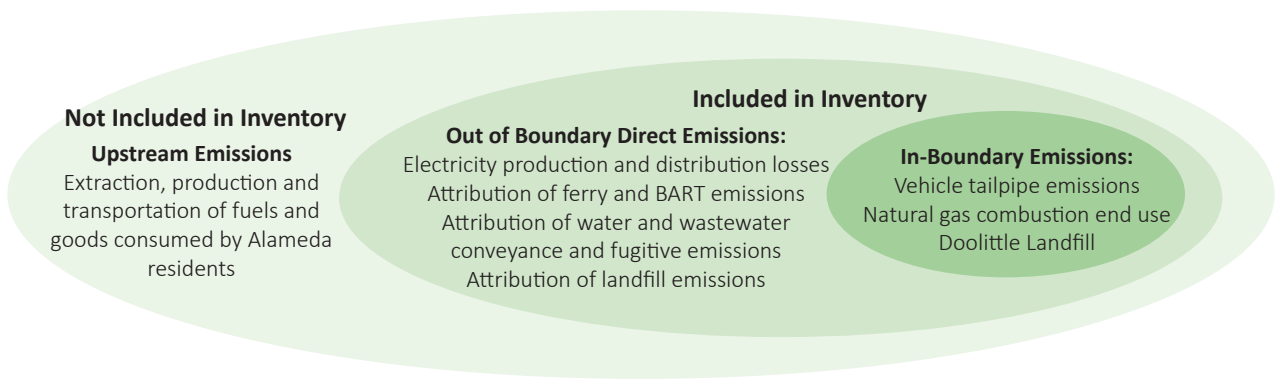 Not Included in Inventory
Upstream Emissions
Extraction, production and
transportation of fuels and
goods consumed by Alameda
residents
Included in Inventory
Out of Boundary Direct Emissions:
Electricity production and distribution losses
Attribution of ferry and BART emissions
Attribution of water and wastewater
conveyance and fugitive emissions
Attribution of landfill emissions
In-Boundary Emissions:
Vehicle tailpipe emissions
Natural gas combustion end use
Doolittle Landfill